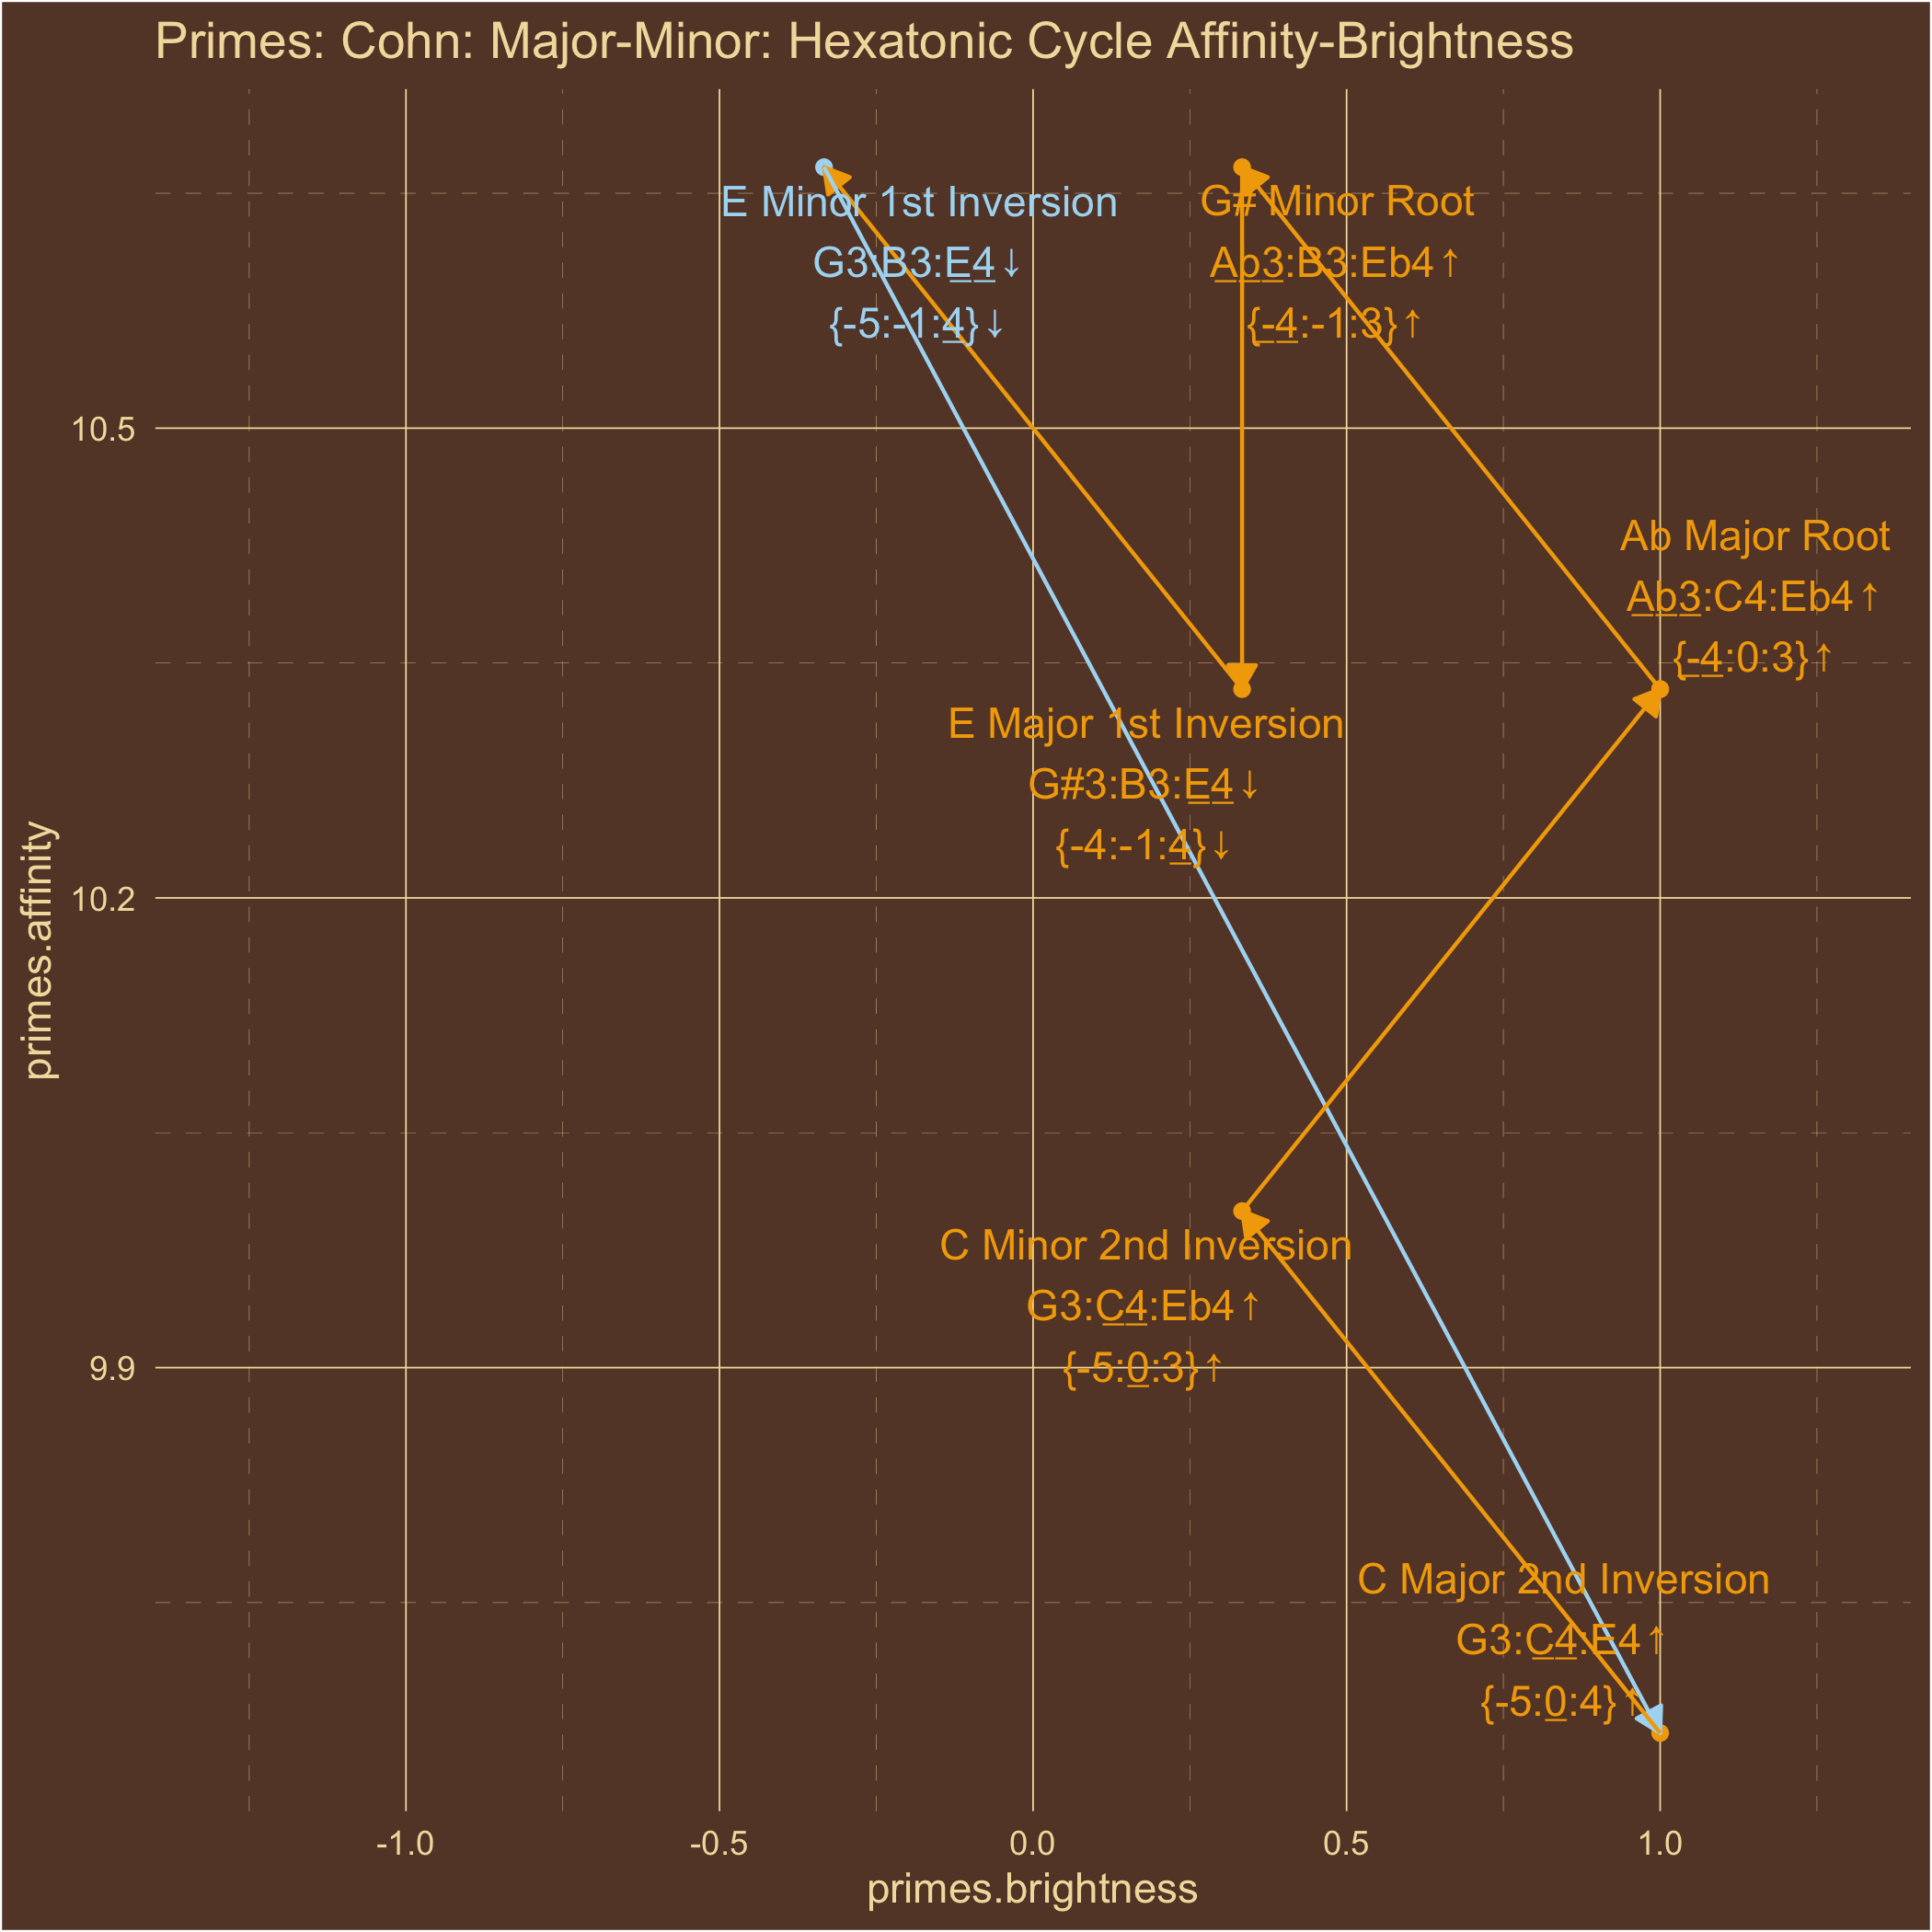 Primes: Cohn: Major-Minor: Hexatonic Cycle Affinity-Brightness
E Minor 1st Inversion
G3:B3:E4↓
{-5:-1:4}↓
G# Minor Root
Ab3:B3:Eb4↑
{-4:-1:3}↑
Ab Major Root
Ab3:C4:Eb4↑
{-4:0:3}↑
E Major 1st Inversion
G#3:B3:E4↓
{-4:-1:4}↓
C Minor 2nd Inversion
G3:C4:Eb4↑
{-5:0:3}↑
C Major 2nd Inversion
G3:C4:E4↑
{-5:0:4}↑
10.5
10.2
9.9
primes.affinity
-1.0
-0.5
0.0
0.5
1.0
primes.brightness